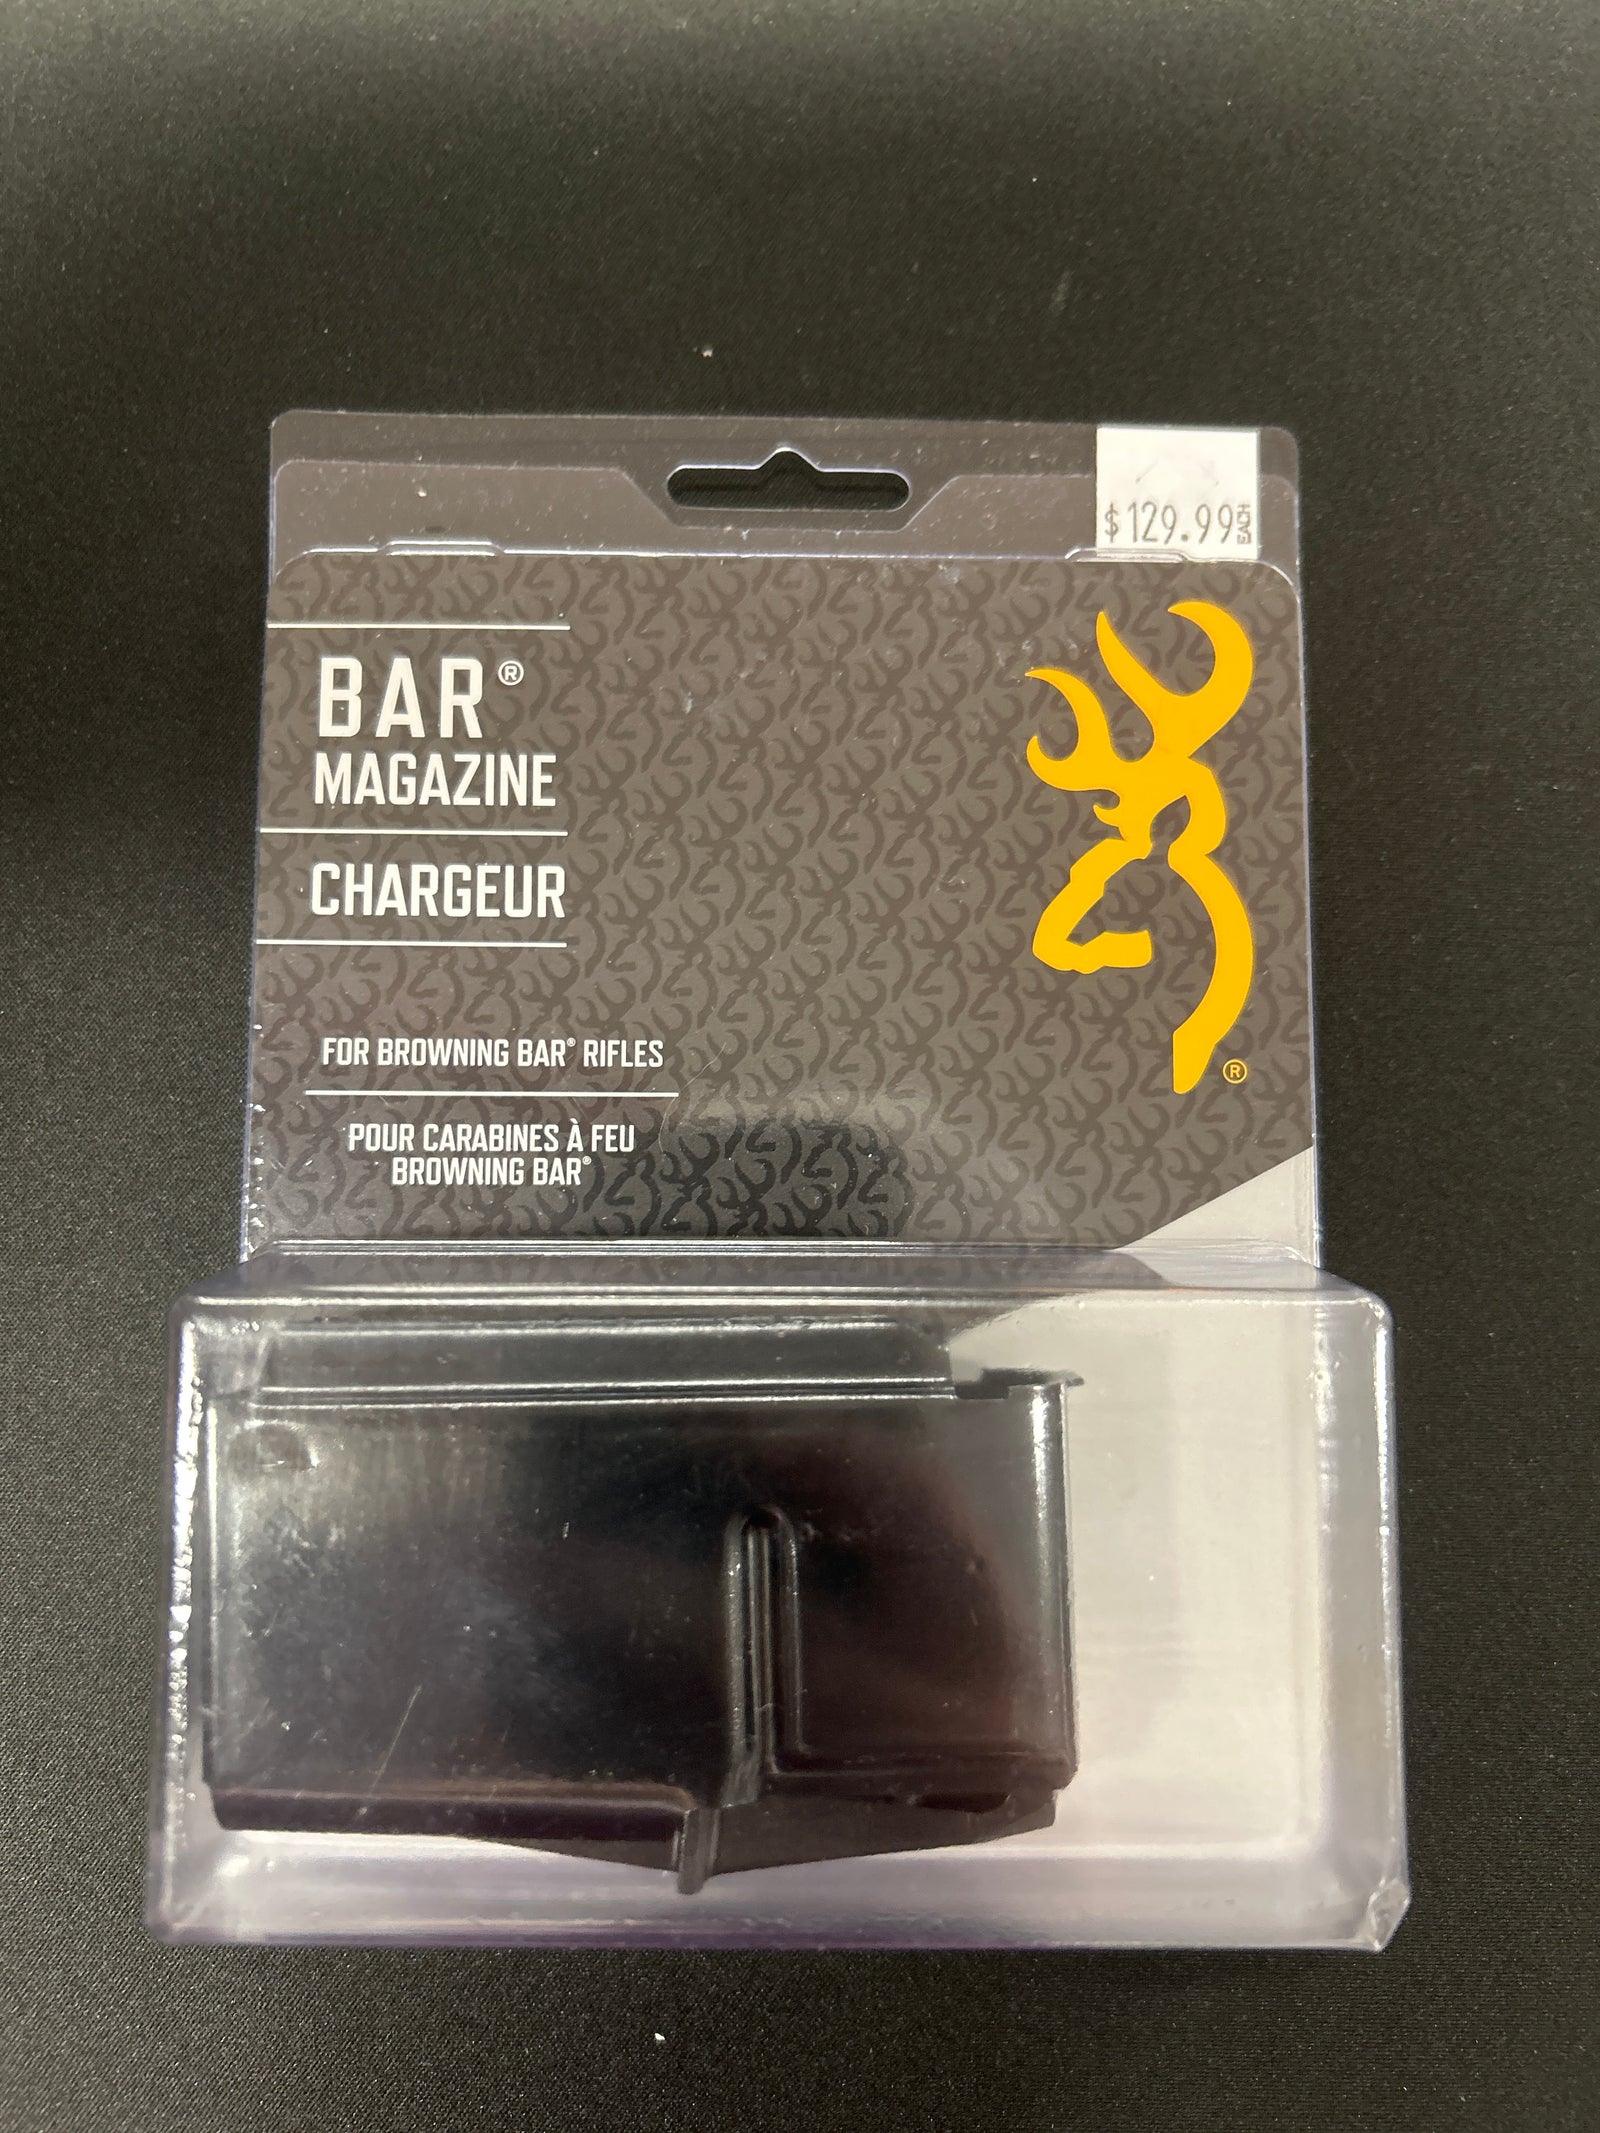 $129.99 EACH
BAR®
MAGAZINE
CHARGEUR
FOR BROWNING BAR® RIFLES
POUR CARABINES À FEU
BROWNING BAR®
®